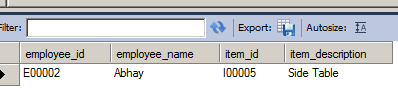 Filter: Export: Autosize:
employee_id employee_name item_id item_description
E00002 Abhay I00005 Side Table